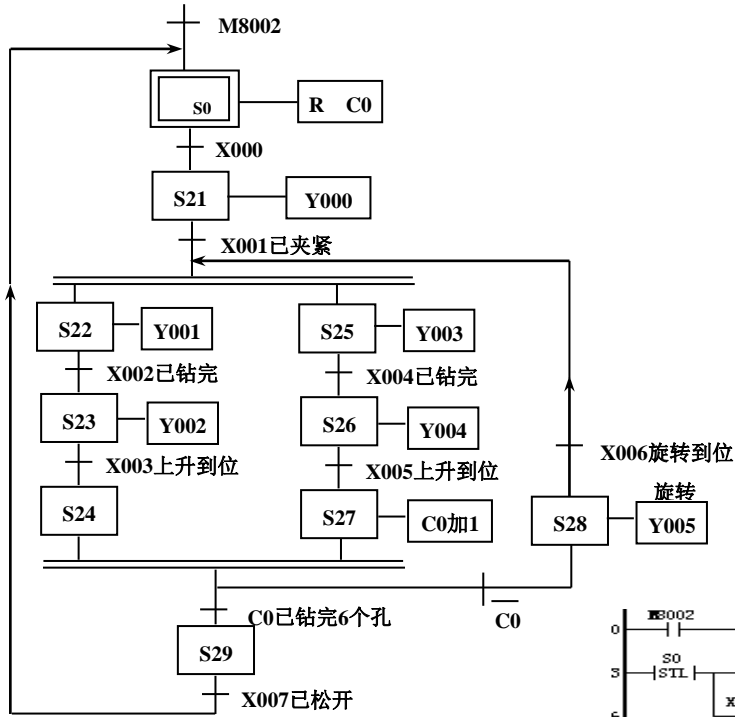 M8002
S0
R C0
X000
S21
Y000
X001已夹紧
S22
Y001
S25
Y003
X002已钻完
X004已钻完
S23
Y002
S26
Y004
X003上升到位
X005上升到位
X006旋转到位
旋转
S24
S27
C0加1
S28
Y005
C0已钻完6个孔
C0
S29
X007已松开
0
M8002
3
S0
STL
X
6